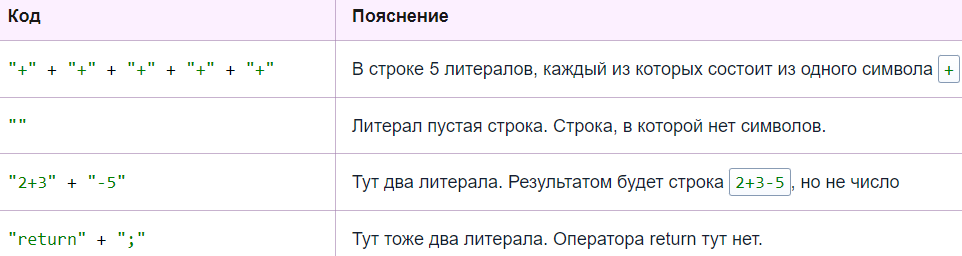 Код Пояснение
"+" + "+" + "+" + "+" + "+" В строке 5 литералов, каждый из которых состоит из одного символа +
"" Литерал пустая строка. Строка, в которой нет символов.
"2+3" + "-5" Тут два литерала. Результатом будет строка 2+3-5, но не число
"return" + ";" Тут тоже два литерала. Оператора return тут нет.